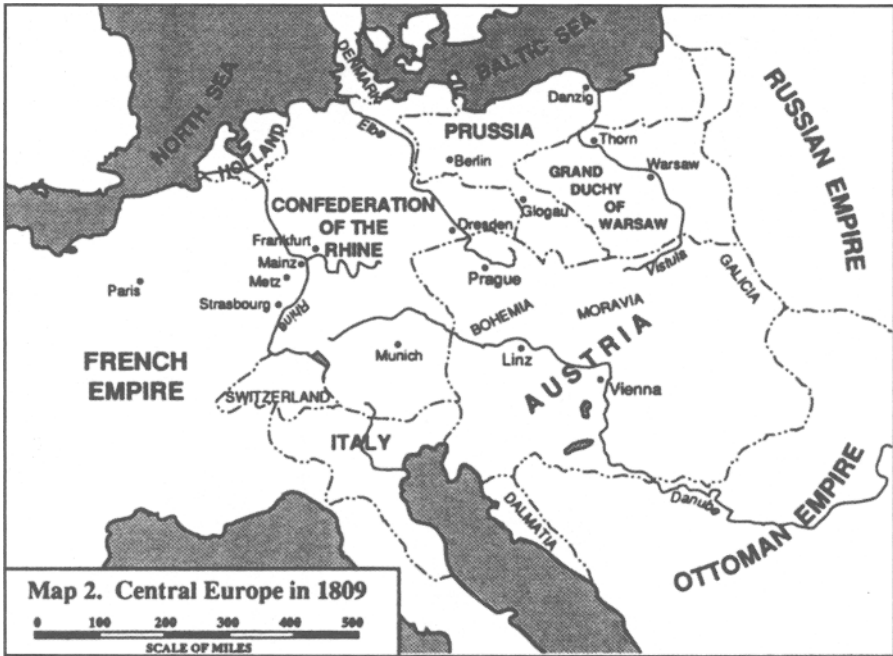 NORTH SEA
DENMARK
BALTIC SEA
RUSSIAN EMPIRE
Danzig
HOLLAND
Elbe
PRUSSIA
Thorn
Berlin
Warsaw
GRAND
DUCHY
OF
WARSAW
CONFEDERATION
OF THE
RHINE
Glogau
Dresden
Frankfurt
Mainz
Metz
Strasbourg
Rhine
Paris
Prague
Vistula
GALICIA
BOHEMIA
MORAVIA
AUSTRIA
Munich
Linz
Vienna
FRENCH
EMPIRE
SWITZERLAND
ITALY
DALMATIA
Danube
OTTOMAN EMPIRE
Map 2. Central Europe in 1809
0 100 200 300 400 500
SCALE OF MILES